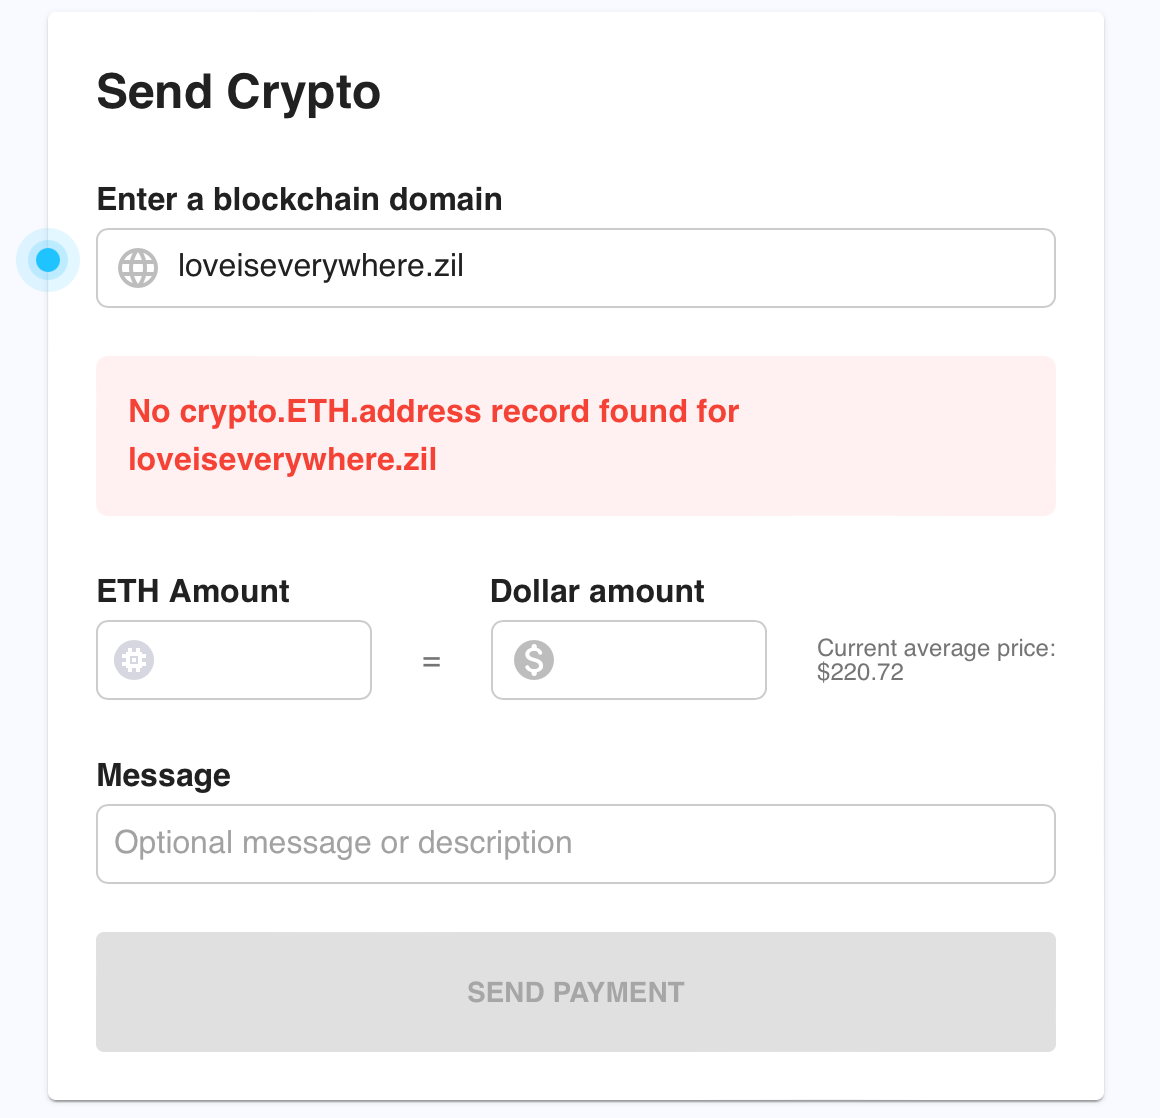 Send Crypto
Enter a blockchain domain
loveiseverywhere.zil
No crypto.ETH.address record found for
loveiseverywhere.zil
ETH Amount
Dollar amount
=
$
Current average price:
$220.72
Message
Optional message or description
SEND PAYMENT